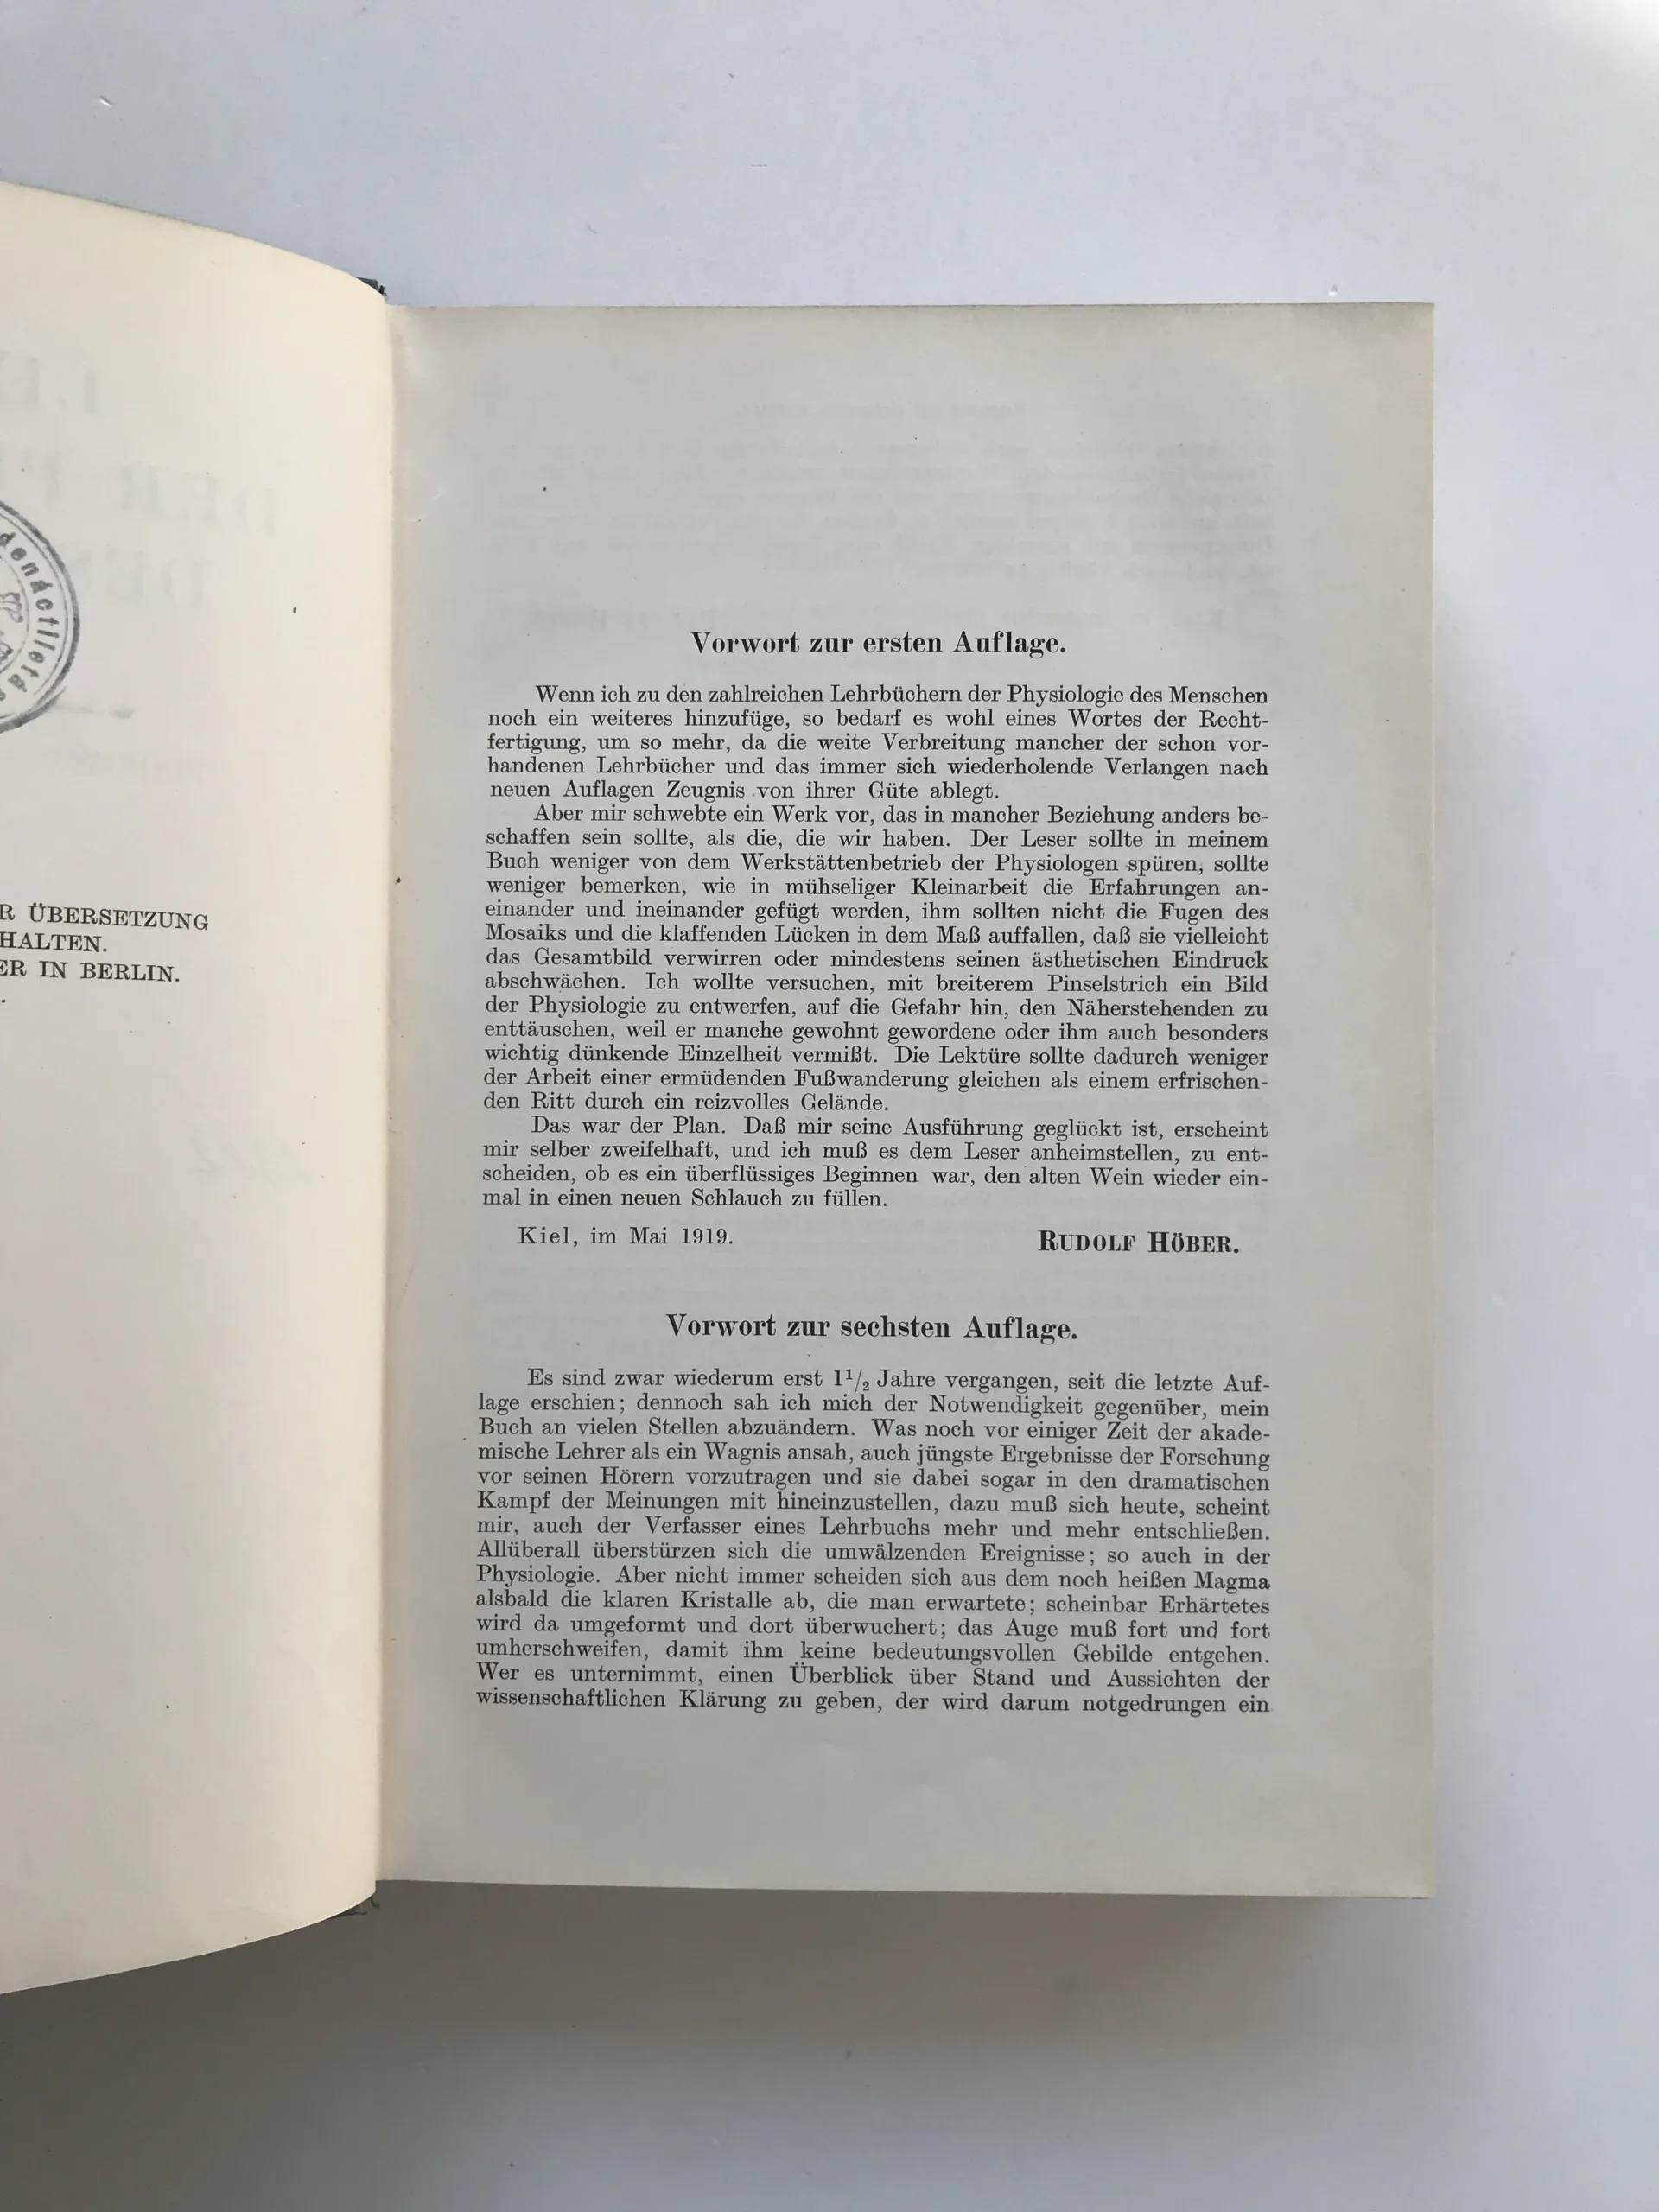 ÜBERSETZUNG
IN BERLIN.
Vorwort zur ersten Auflage.
Wenn ich zu den zahlreichen Lehrbüchern der Physiologie des Menschen
noch ein weiteres hinzufüge, so bedarf es wohl eines Wortes der Recht-
fertigung, um so mehr, da die weite Verbreitung mancher der schon vor-
handenen Lehrbücher und das immer sich wiederholende Verlangen nach
neuen Auflagen Zeugnis von ihrer Güte ablegt.
Aber mir schwebte ein Werk vor, das in mancher Beziehung anders be-
schaffen sein sollte, als die, die wir haben. Der Leser sollte in meinem
Buch weniger von dem Werkstättenbetrieb der Physiologen spüren, sollte
weniger bemerken, wie in mühseliger Kleinarbeit die Erfahrungen an-
einander und ineinander gefügt werden, ihm sollten nicht die Fugen des
Mosaiks und die klaffenden Lücken in dem Maß auffallen, daß sie vielleicht
das Gesamtbild verwirren oder mindestens seinen ästhetischen Eindruck
abschwächen. Ich wollte versuchen, mit breiterem Pinselstrich ein Bild
der Physiologie zu entwerfen, auf die Gefahr hin, den Näherstehenden zu
enttäuschen, weil er manche gewohnt gewordene oder ihm auch besonders
wichtig dünkende Einzelheit vermißt. Die Lektüre sollte dadurch weniger
der Arbeit einer ermüdenden Fußwanderung gleichen als einem erfrischen-
den Ritt durch ein reizvolles Gelände.
Das war der Plan. Daß mir seine Ausführung geglückt ist, erscheint
mir selber zweifelhaft, und ich muß es dem Leser anheimstellen, zu ent-
scheiden, ob es ein überflüssiges Beginnen war, den alten Wein wieder ein-
mal in einen neuen Schlauch zu füllen.
Kiel, im Mai 1919. RUDOLF HÖBER.
Vorwort zur sechsten Auflage.
Es sind zwar wiederum erst 1¹/₂ Jahre vergangen, seit die letzte Auf-
lage erschien; dennoch sah ich mich der Notwendigkeit gegenüber, mein
Buch an vielen Stellen abzuändern. Was noch vor einiger Zeit der akade-
mische Lehrer als ein Wagnis ansah, auch jüngste Ergebnisse der Forschung
vor seinen Hörern vorzutragen und sie dabei sogar in den dramatischen
Kampf der Meinungen mit hineinzustellen, dazu muß sich heute, scheint
mir, auch der Verfasser eines Lehrbuchs mehr und mehr entschließen.
Allüberall überstürzen sich die umwälzenden Ereignisse; so auch in der
Physiologie. Aber nicht immer scheiden sich aus dem noch heißen Magma
alsbald die klaren Kristalle ab, die man erwartete; scheinbar Erhärtetes
wird da umgeformt und dort überwuchert; das Auge muß fort und fort
umherschweifen, damit ihm keine bedeutungsvollen Gebilde entgehen.
Wer es unternimmt, einen Überblick über Stand und Aussichten der
wissenschaftlichen Klärung zu geben, der wird darum notgedrungen ein